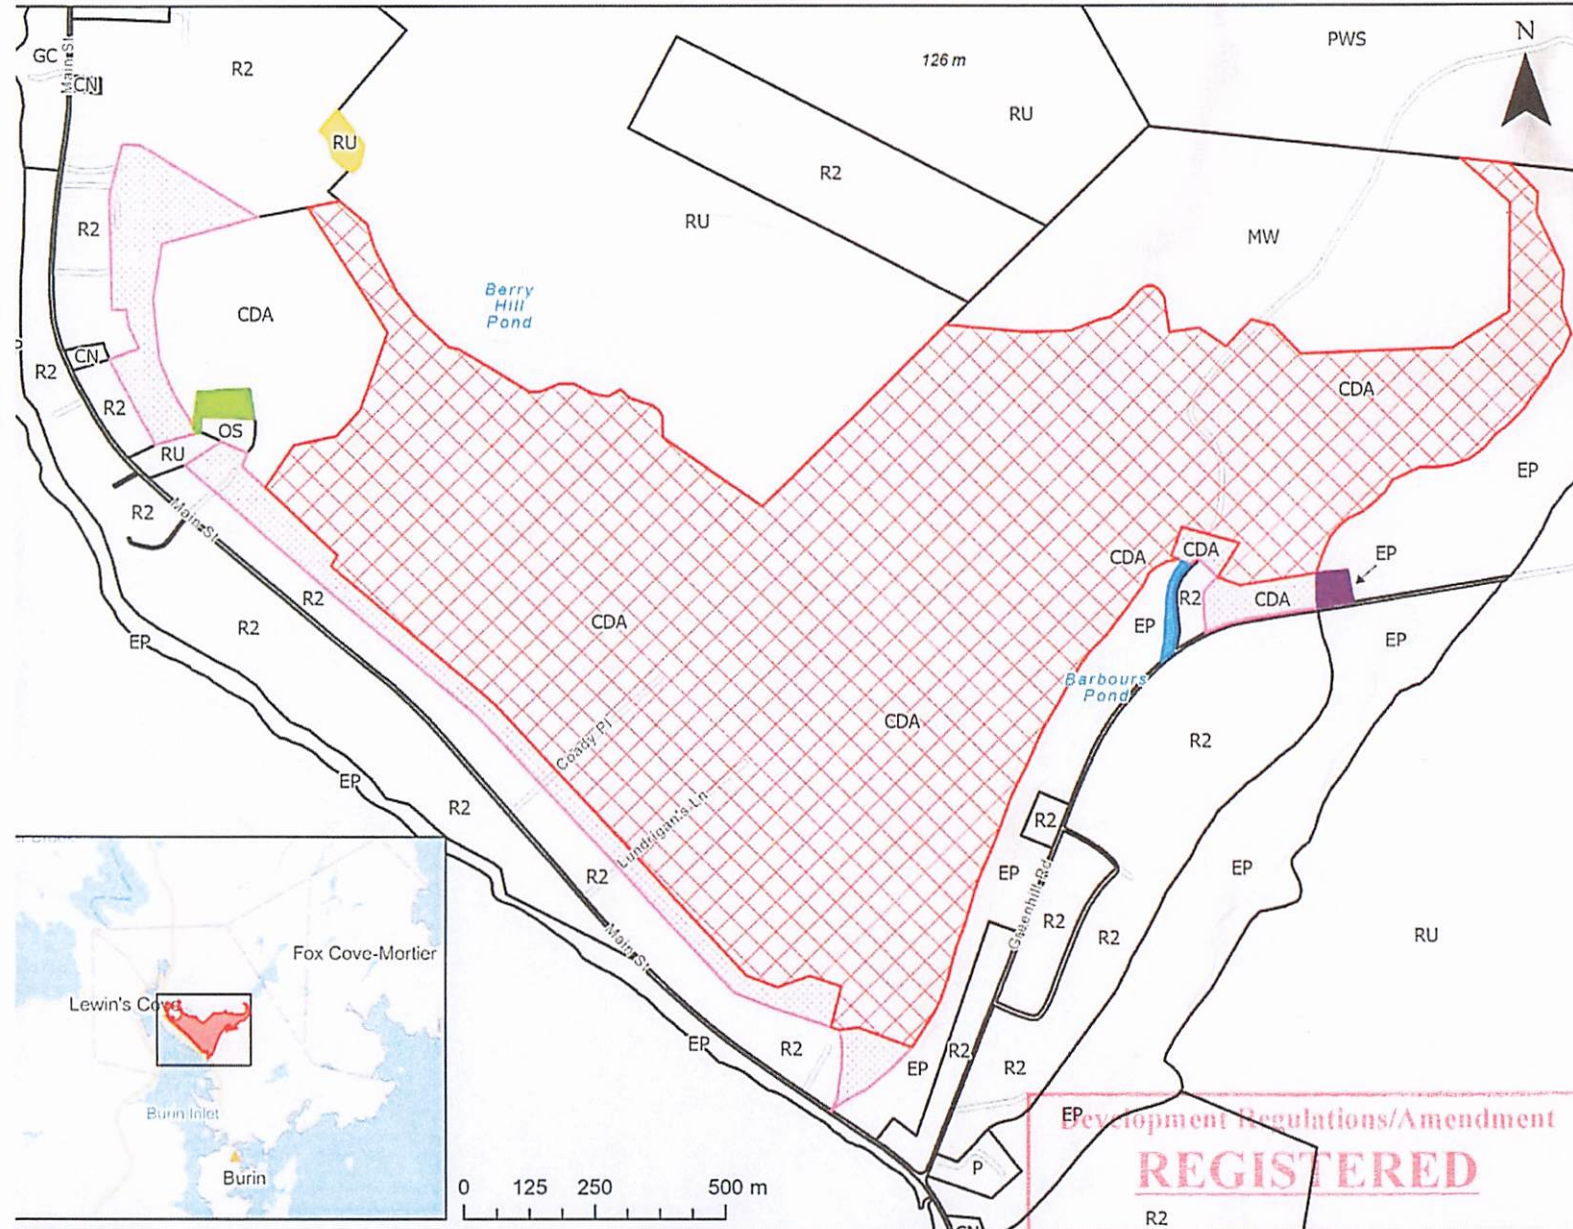 GC
Main St
CN
R2
126 m
PWS
N
RU
RU
R2
RU
R2
MW
Berry
Hill
Pond
CDA
CDA
CN
R2
R2
OS
RU
EP
R2
Main St
CDA
CDA
EP
R2
CDA
R2
R2
EP
CDA
EP
EP
Barbours
Pond
Coady Pl
CDA
R2
EP
R2
R2
Lundrigan's Ln
R2
EP
EP
Greenhill Rd
R2
R2
RU
Main St
Fox Cove-Mortier
Lewin's Cove
EP
R2
EP
R2
R2
Burin Inlet
Burin
EP
Development Regulations/Amendment
REGISTERED
P
0 125 250 500 m
R2
CN